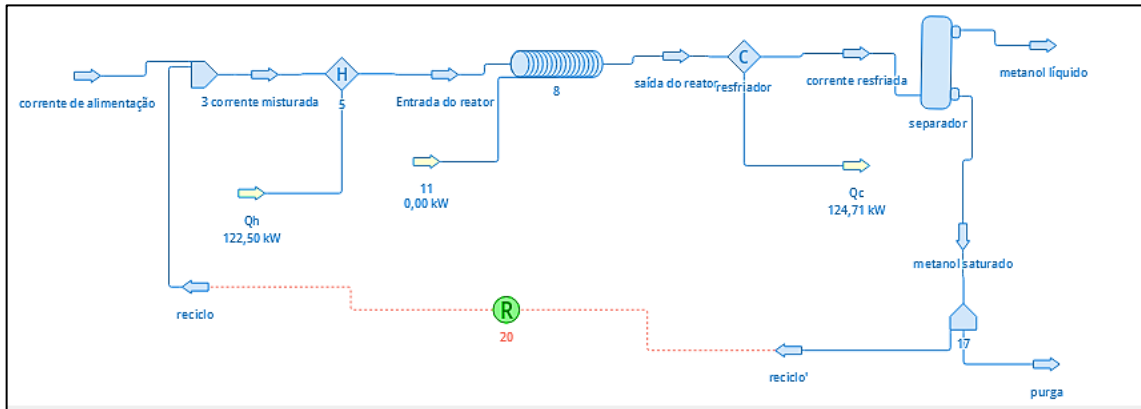 corrente de alimentação
3 corrente misturada
H
5
Entrada do reator
8
saída do reator
C
resfriador
corrente resfriada
separador
metanol líquido
Qh
122,50 kW
11
0,00 kW
Qc
124,71 kW
metanol saturado
reciclo
R
20
reciclo'
17
purga